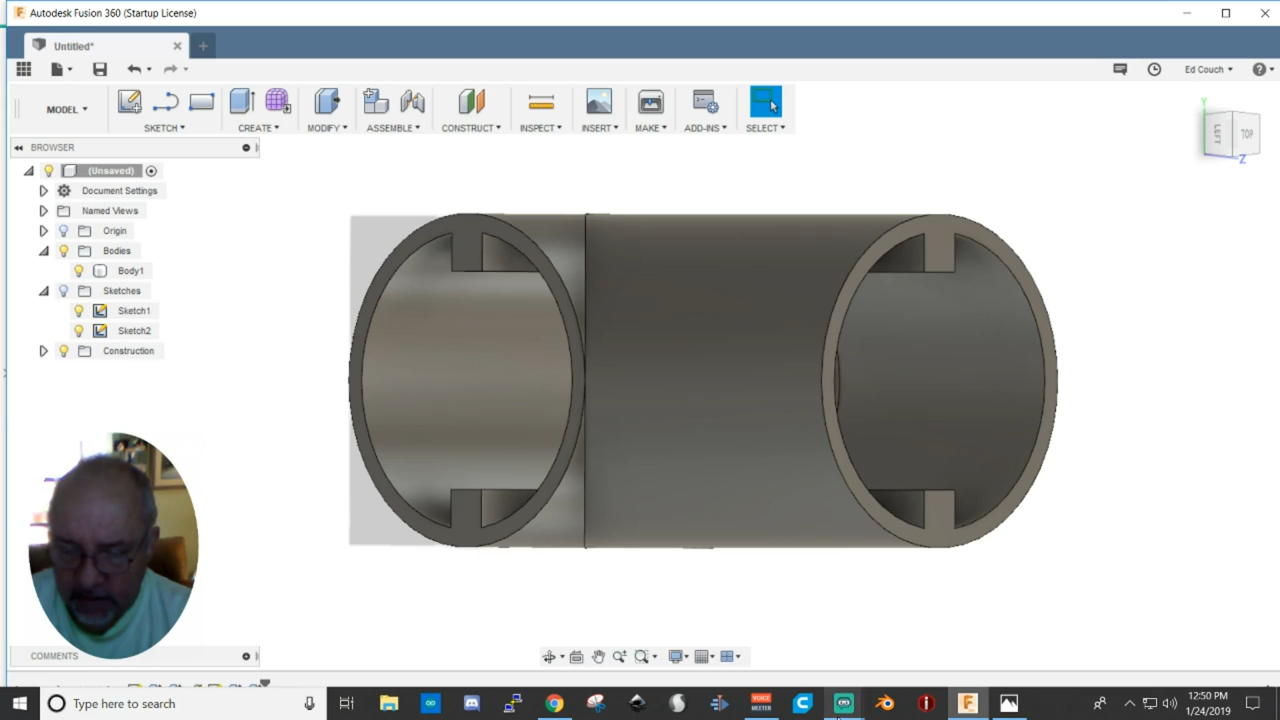 Autodesk Fusion 360 (Startup License)
Untitled*
Ed Couch
MODEL
SKETCH
CREATE
MODIFY
ASSEMBLE
CONSTRUCT
INSPECT
INSERT
MAKE
ADD-INS
SELECT
Y
LEFT
TOP
Z
BROWSER
(Unsaved)
Document Settings
Named Views
Origin
Bodies
Body1
Sketches
Sketch1
Sketch2
Construction
COMMENTS
Type here to search
VOICE
MEETER
12:50 PM
1/24/2019